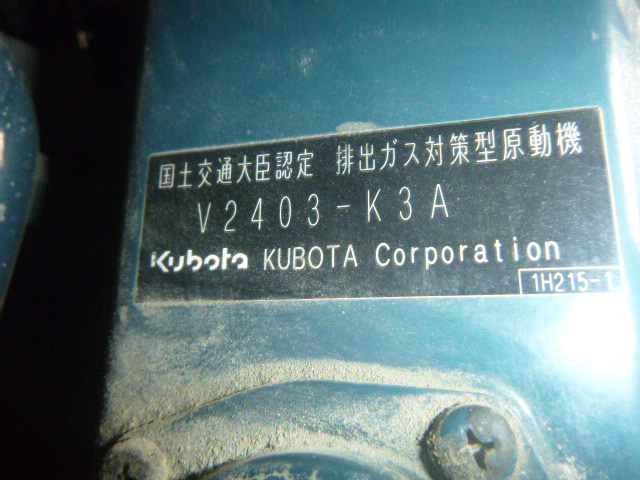 国土交通大臣認定 排出ガス対策型原動機
V2403-K3A
Kubota KUBOTA Corporation
1H215-1